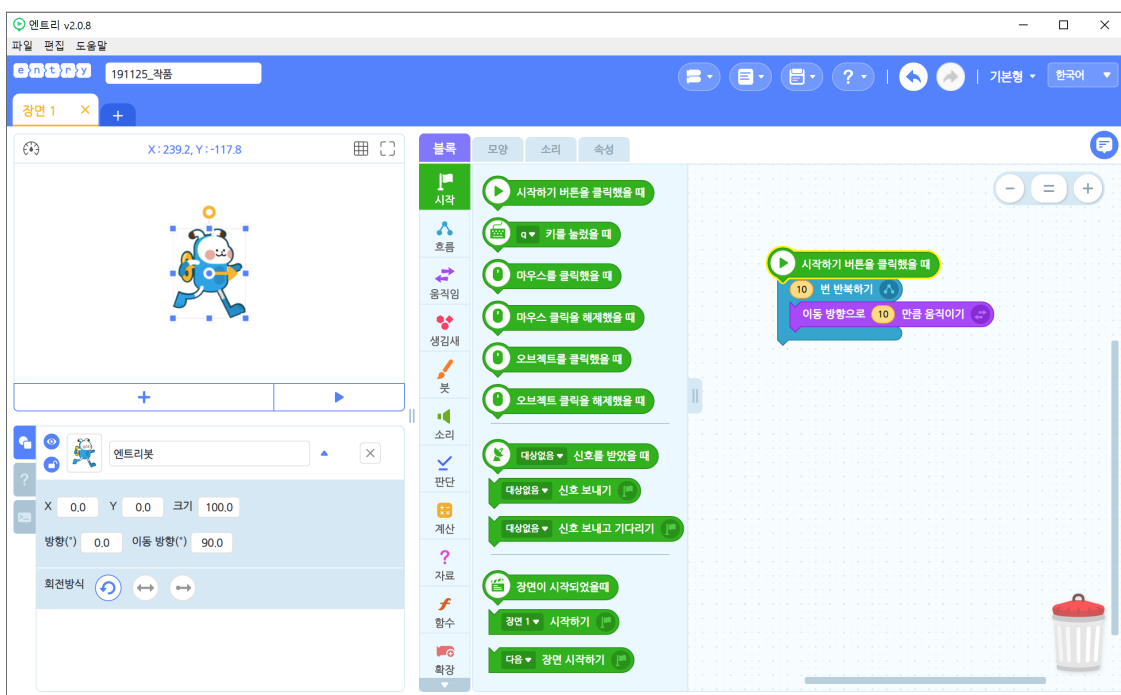 엔트리 v2.0.8
파일 편집 도움말
entry 191125_작품 ? 기본형 한국어
장면 1 × +
X : 239.2, Y : -117.8
블록 모양 소리 속성
시작
흐름
움직임
생김새
붓
소리
판단
계산
자료
함수
확장
시작하기 버튼을 클릭했을 때
q 키를 눌렀을 때
마우스를 클릭했을 때
마우스 클릭을 해제했을 때
오브젝트를 클릭했을 때
오브젝트 클릭을 해제했을 때
대상없음 신호를 받았을 때
대상없음 신호 보내기
대상없음 신호 보내고 기다리기
장면이 시작되었을때
장면 1 시작하기
다음 장면 시작하기
시작하기 버튼을 클릭했을 때
10 번 반복하기
이동 방향으로 10 만큼 움직이기
엔트리봇
X 0.0 Y 0.0 크기 100.0
방향(°) 0.0 이동 방향(°) 90.0
회전방식